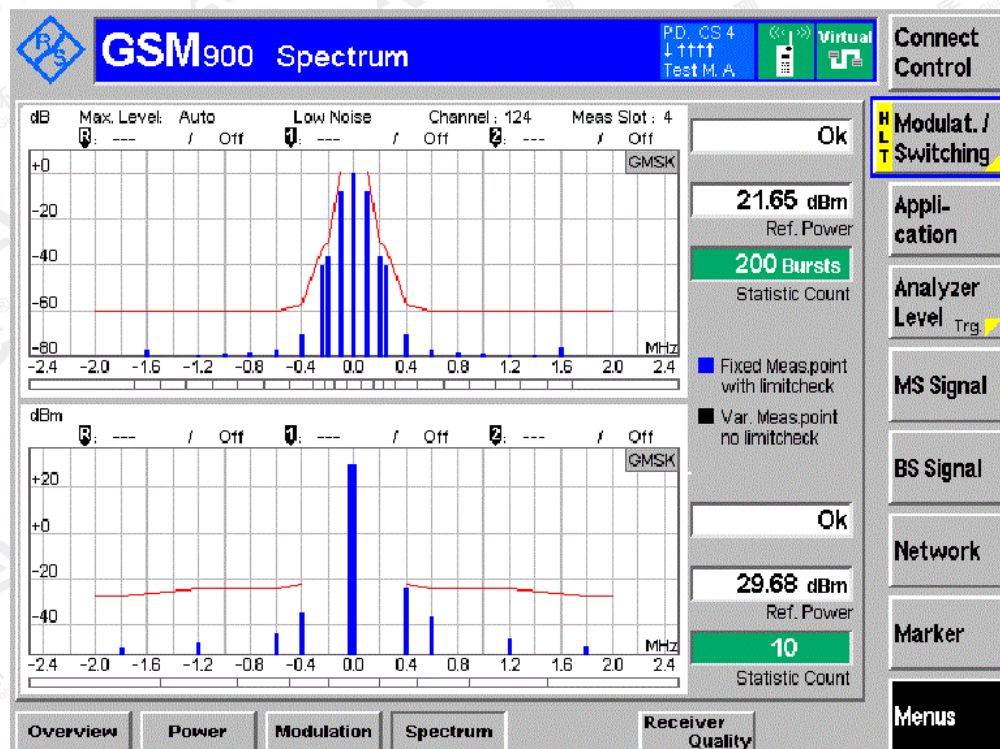 R/S
GSM900 Spectrum
P.D. CS 4
↓ ↑↑↑↑
Test M. A
Virtual
Connect
Control
dB Max. Level: Auto Low Noise Channel : 124 Meas Slot : 4
R: --- / Off 1: --- / Off 2: --- / Off
GMSK
+0
-20
-40
-60
-80
MHz
-2.4 -2.0 -1.6 -1.2 -0.8 -0.4 0.0 0.4 0.8 1.2 1.6 2.0 2.4
Ok
21.65 dBm
Ref. Power
200 Bursts
Statistic Count
Fixed Meas.point
with limitcheck
Var. Meas.point
no limitcheck
dBm
R: --- / Off 1: --- / Off 2: --- / Off
GMSK
+20
+0
-20
-40
MHz
-2.4 -2.0 -1.6 -1.2 -0.8 -0.4 0.0 0.4 0.8 1.2 1.6 2.0 2.4
Ok
29.68 dBm
Ref. Power
10
Statistic Count
HLT
Modulat. /
Switching
Appli-
cation
Analyzer
Level Trg.
MS Signal
BS Signal
Network
Marker
Menus
Overview Power Modulation Spectrum Receiver
Quality